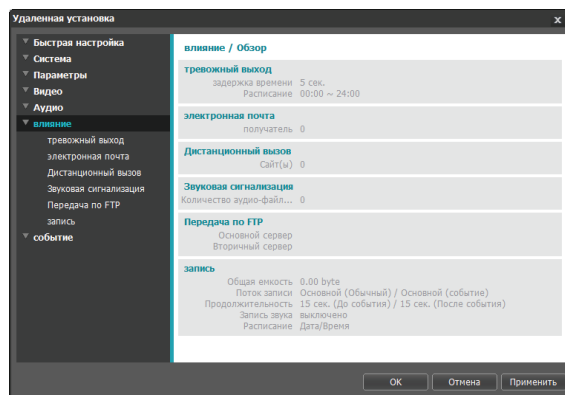 Удаленная установка
x
Быстрая настройка
Система
Параметры
Видео
Аудио
влияние
тревожный выход
электронная почта
Дистанционный вызов
Звуковая сигнализация
Передача по FTP
запись
событие
влияние / Обзор
тревожный выход
задержка времени 5 сек.
Расписание 00:00 ~ 24:00
электронная почта
получатель 0
Дистанционный вызов
Сайт(ы) 0
Звуковая сигнализация
Количество аудио-файл... 0
Передача по FTP
Основной сервер
Вторичный сервер
запись
Общая емкость 0.00 byte
Поток записи Основной (Обычный) / Основной (событие)
Продолжительность 15 сек. (До события) / 15 сек. (После события)
Запись звука выключено
Расписание Дата/Время
OK Отмена Применить